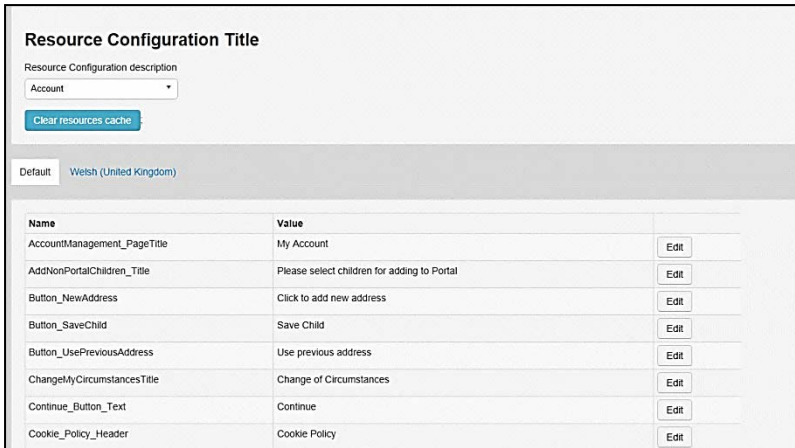 Resource Configuration Title
Resource Configuration description
Account
Clear resources cache
Default Welsh (United Kingdom)
Name Value
AccountManagement_PageTitle My Account Edit
AddNonPortalChildren_Title Please select children for adding to Portal Edit
Button_NewAddress Click to add new address Edit
Button_SaveChild Save Child Edit
Button_UsePreviousAddress Use previous address Edit
ChangeMyCircumstancesTitle Change of Circumstances Edit
Continue_Button_Text Continue Edit
Cookie_Policy_Header Cookie Policy Edit